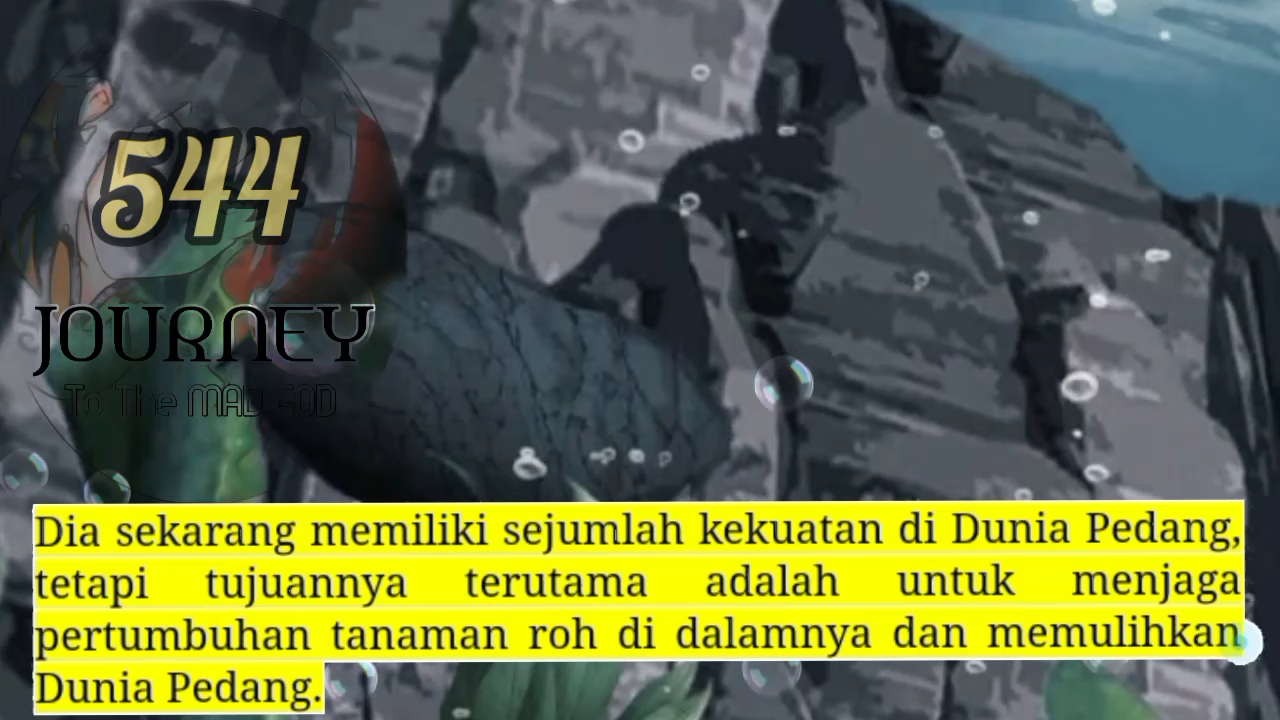 544
JOURNEY
To The MAD GOD
Dia sekarang memiliki sejumlah kekuatan di Dunia Pedang,
tetapi tujuannya terutama adalah untuk menjaga
pertumbuhan tanaman roh di dalamnya dan memulihkan
Dunia Pedang.